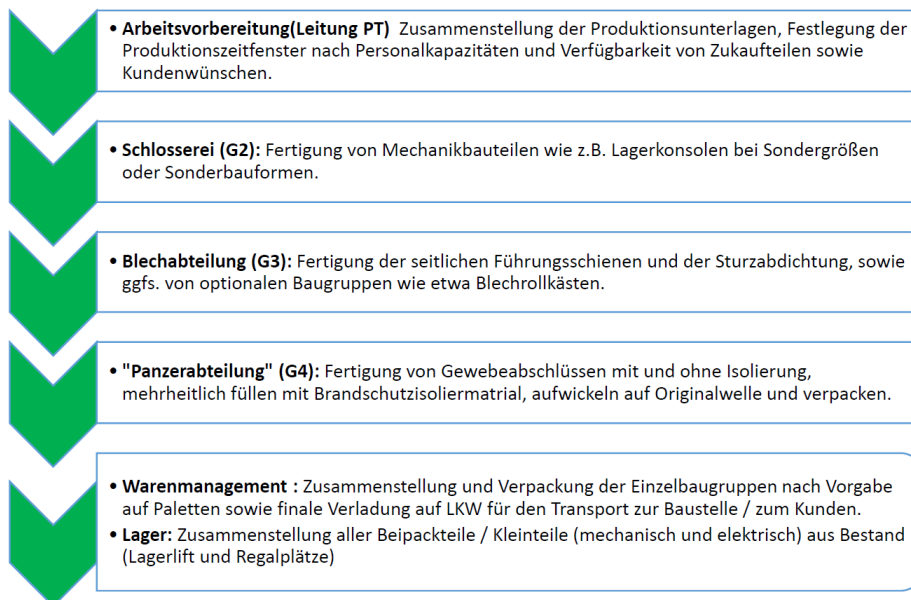 • Arbeitsvorbereitung(Leitung PT) Zusammenstellung der Produktionsunterlagen, Festlegung der
Produktionszeitfenster nach Personalkapazitäten und Verfügbarkeit von Zukaufteilen sowie
Kundenwünschen.
• Schlosserei (G2): Fertigung von Mechanikbauteilen wie z.B. Lagerkonsolen bei Sondergrößen
oder Sonderbauformen.
• Blechabteilung (G3): Fertigung der seitlichen Führungsschienen und der Sturzabdichtung, sowie
ggfs. von optionalen Baugruppen wie etwa Blechrollkästen.
• "Panzerabteilung" (G4): Fertigung von Gewebeabschlüssen mit und ohne Isolierung,
mehrheitlich füllen mit Brandschutzisoliermatrial, aufwickeln auf Originalwelle und verpacken.
• Warenmanagement : Zusammenstellung und Verpackung der Einzelbaugruppen nach Vorgabe
auf Paletten sowie finale Verladung auf LKW für den Transport zur Baustelle / zum Kunden.
• Lager: Zusammenstellung aller Beipackteile / Kleinteile (mechanisch und elektrisch) aus Bestand
(Lagerlift und Regalplätze)